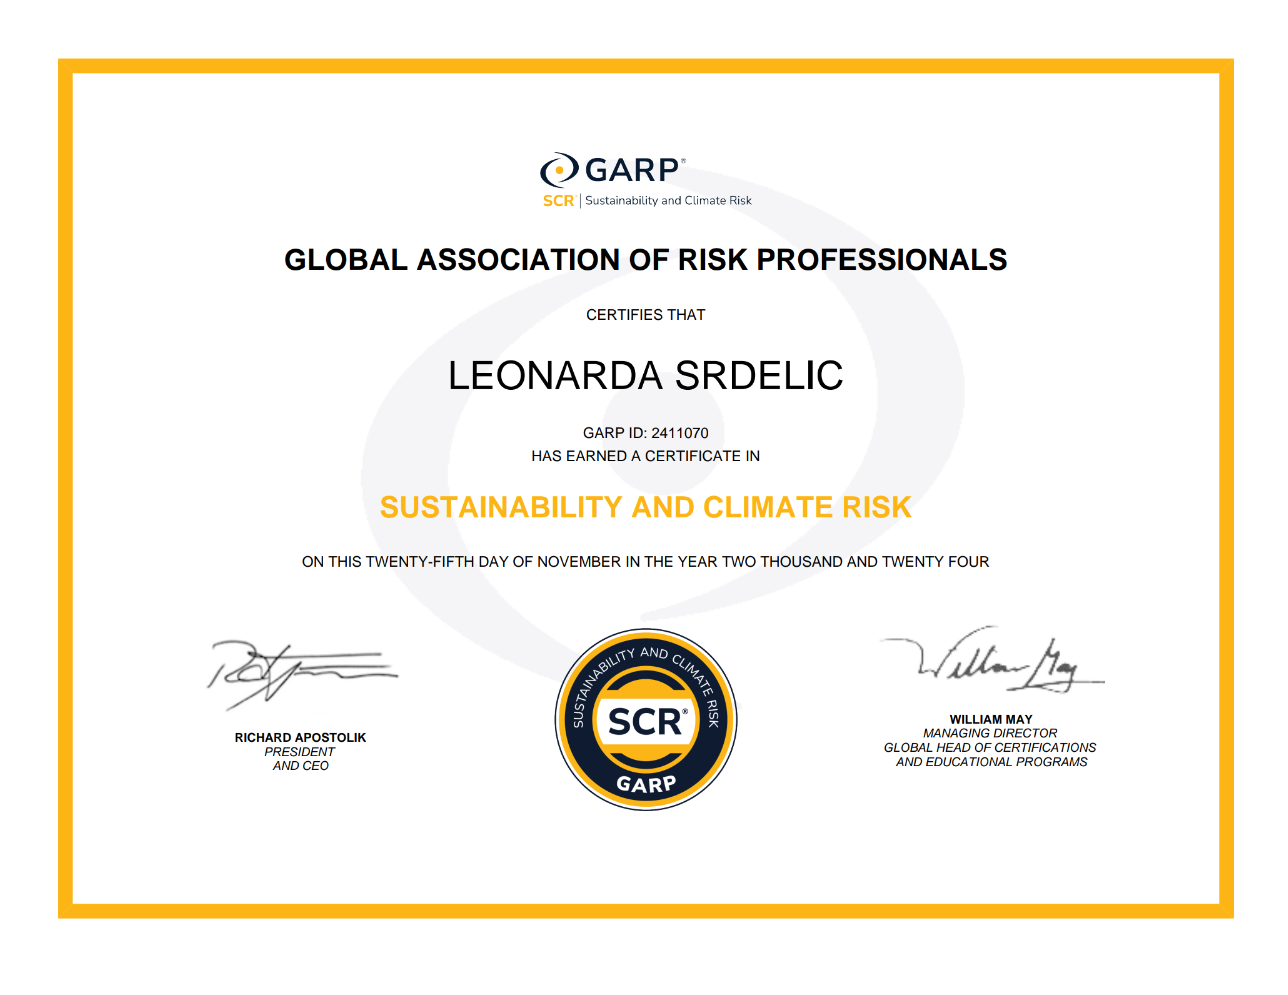 GARP®
SCR® | Sustainability and Climate Risk
GLOBAL ASSOCIATION OF RISK PROFESSIONALS
CERTIFIES THAT
LEONARDA SRDELIC
GARP ID: 2411070
HAS EARNED A CERTIFICATE IN
SUSTAINABILITY AND CLIMATE RISK
ON THIS TWENTY-FIFTH DAY OF NOVEMBER IN THE YEAR TWO THOUSAND AND TWENTY FOUR
RICHARD APOSTOLIK
PRESIDENT
AND CEO
SUSTAINABILITY AND CLIMATE RISK
SCR®
GARP
William May
WILLIAM MAY
MANAGING DIRECTOR
GLOBAL HEAD OF CERTIFICATIONS
AND EDUCATIONAL PROGRAMS